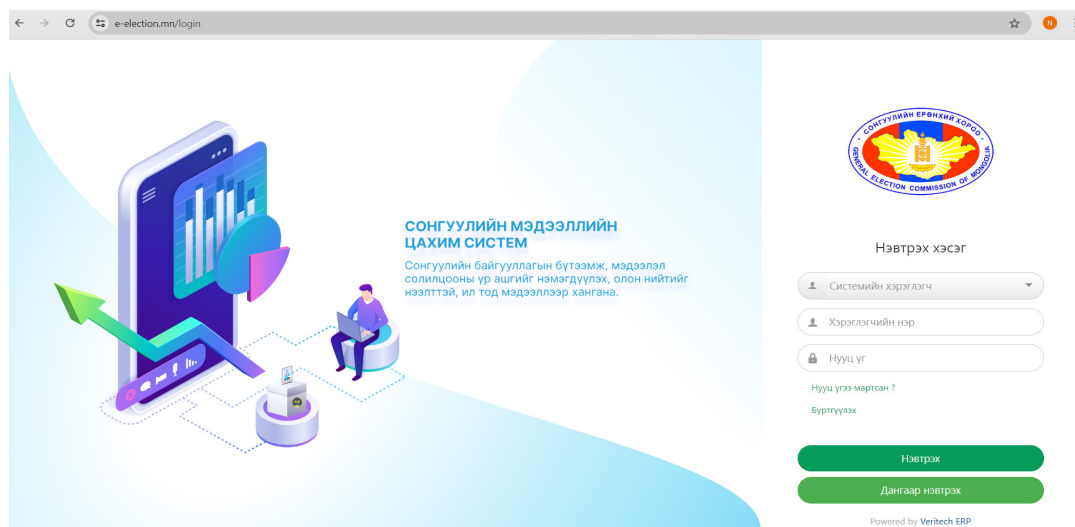 e-election.mn/login
N
СОНГУУЛИЙН ЕРӨНХИЙ ХОРОО
GENERAL ELECTION COMMISSION OF MONGOLIA
СОНГУУЛИЙН МЭДЭЭЛЛИЙН
ЦАХИМ СИСТЕМ
Сонгуулийн байгууллагын бүтээмж, мэдээлэл
солилцооны үр ашгийг нэмэгдүүлэх, олон нийтийг
нээлттэй, ил тод мэдээллээр хангана.
Нэвтрэх хэсэг
Системийн хэрэглэгч
Хэрэглэгчийн нэр
Нууц үг
Нууц үгээ мартсан ?
Бүртгүүлэх
Нэвтрэх
Дангаар нэвтрэх
Powered by Veritech ERP